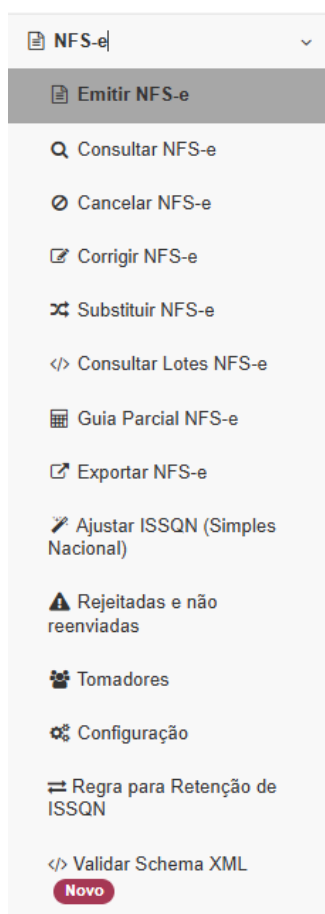 NFS-e
Emitir NFS-e
Consultar NFS-e
Cancelar NFS-e
Corrigir NFS-e
Substituir NFS-e
Consultar Lotes NFS-e
Guia Parcial NFS-e
Exportar NFS-e
Ajustar ISSQN (Simples
Nacional)
Rejeitadas e não
reenviadas
Tomadores
Configuração
Regra para Retenção de
ISSQN
</> Validar Schema XML
Novo